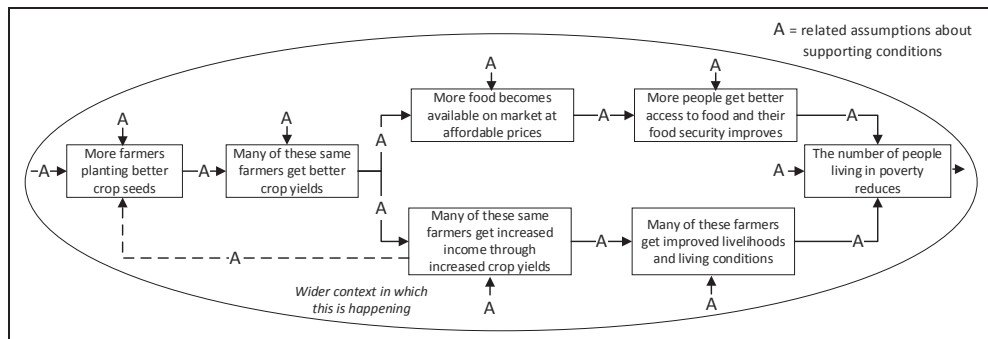 A = related assumptions about
supporting conditions
A
A
More food becomes
available on market at
affordable prices
A
More people get better
access to food and their
food security improves
A
A
A
A
A
More farmers
planting better
crop seeds
A
Many of these same
farmers get better
crop yields
A
The number of people
living in poverty
reduces
A
A
Many of these same
farmers get increased
income through
increased crop yields
A
Many of these farmers
get improved livelihoods
and living conditions
A
A
Wider context in which
this is happening
A
A